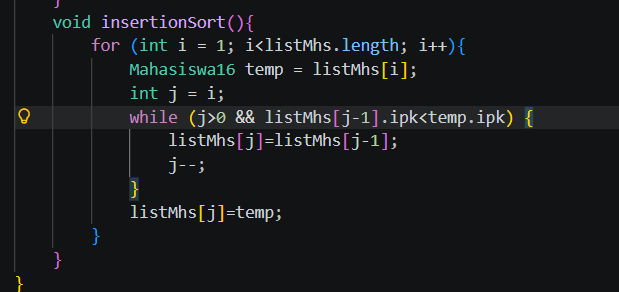 }
void insertionSort(){
for (int i = 1; i<listMhs.length; i++){
Mahasiswa16 temp = listMhs[i];
int j = i;
while (j>0 && listMhs[j-1].ipk<temp.ipk) {
listMhs[j]=listMhs[j-1];
j--;
}
listMhs[j]=temp;
}
}
}